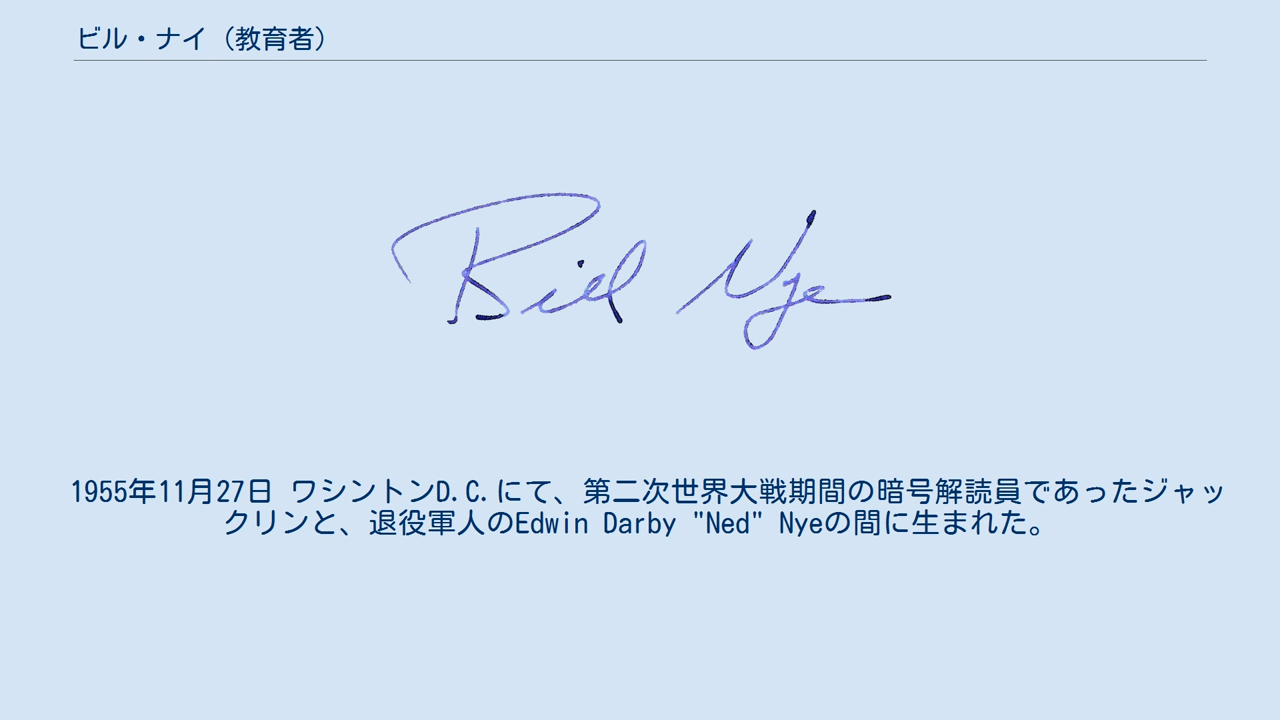 ビル・ナイ（教育者）
Bill Nye
1955年11月27日 ワシントンD.C.にて、第二次世界大戦期間の暗号解読員であったジャッ
クリンと、退役軍人のEdwin Darby "Ned" Nyeの間に生まれた。